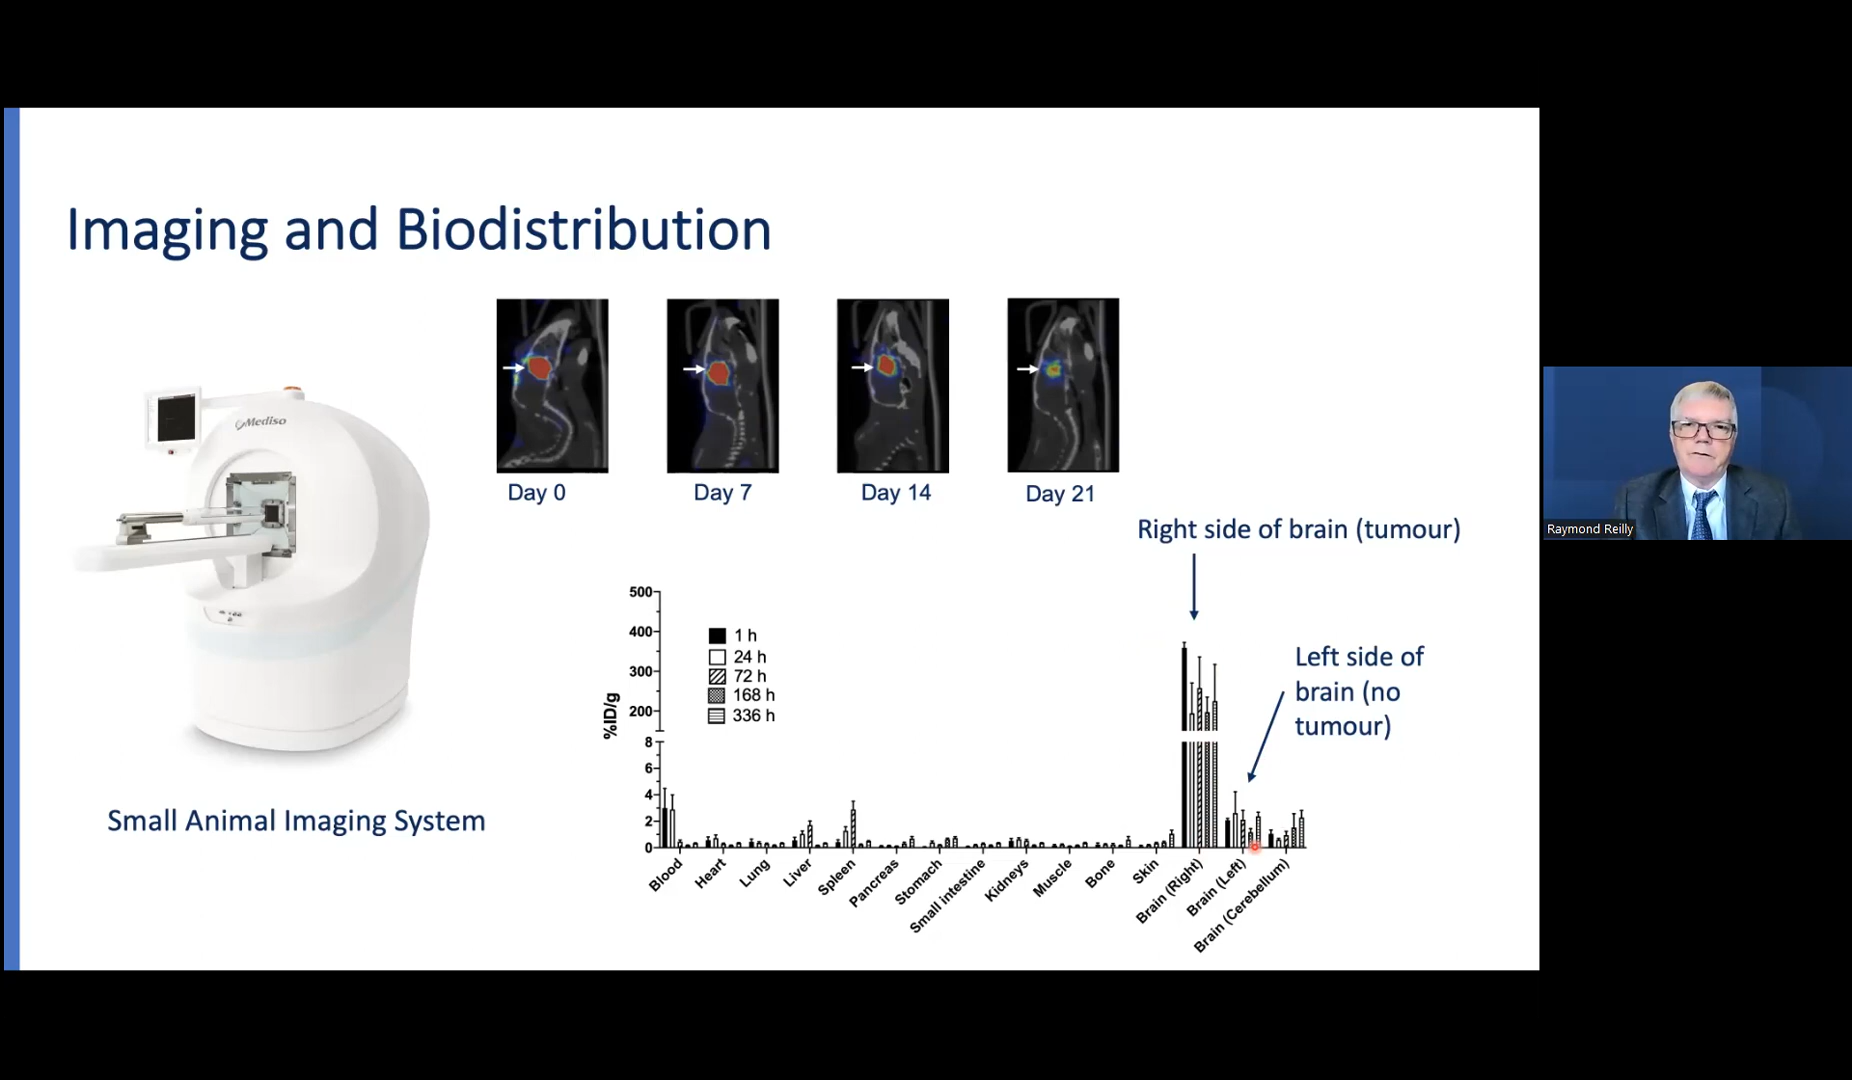 Imaging and Biodistribution
Mediso
Day 0
Day 7
Day 14
Day 21
Small Animal Imaging System
Right side of brain (tumour)
Left side of
brain (no
tumour)
Raymond Reilly
500
400
300
200
8
6
4
2
0
%ID/g
1 h
24 h
72 h
168 h
336 h
Blood
Heart
Lung
Liver
Spleen
Pancreas
Stomach
Small intestine
Kidneys
Muscle
Bone
Skin
Brain (Right)
Brain (Left)
Brain (Cerebellum)